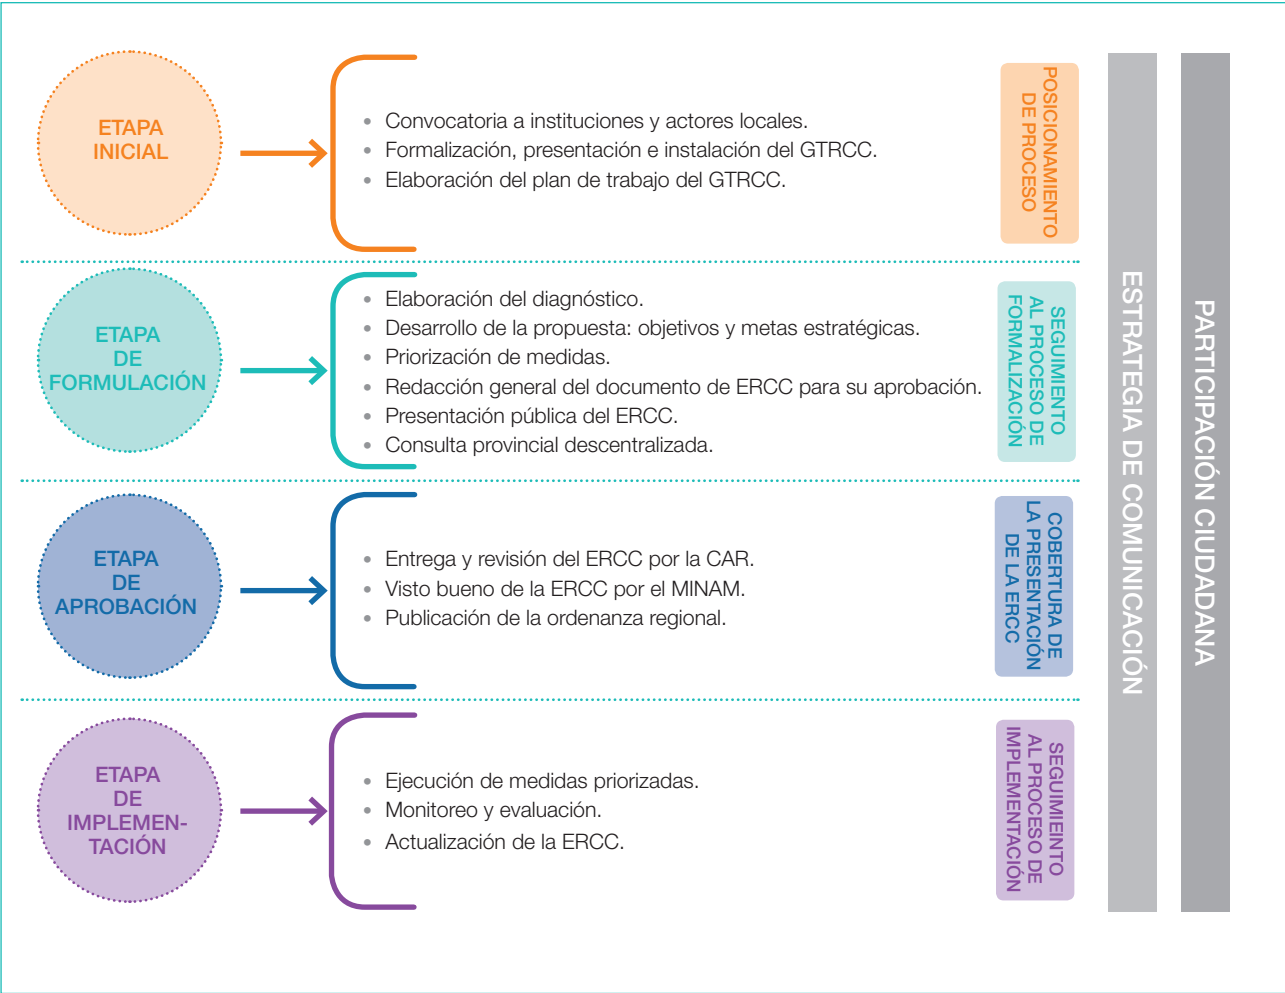 ETAPA
INICIAL
• Convocatoria a instituciones y actores locales.
• Formalización, presentación e instalación del GTRCC.
• Elaboración del plan de trabajo del GTRCC.
POSICIONAMIENTO
DE PROCESO
ETAPA
DE
FORMULACIÓN
• Elaboración del diagnóstico.
• Desarrollo de la propuesta: objetivos y metas estratégicas.
• Priorización de medidas.
• Redacción general del documento de ERCC para su aprobación.
• Presentación pública del ERCC.
• Consulta provincial descentralizada.
SEGUIMIENTO
AL PROCESO DE
FORMALIZACIÓN
ETAPA
DE
APROBACIÓN
• Entrega y revisión del ERCC por la CAR.
• Visto bueno de la ERCC por el MINAM.
• Publicación de la ordenanza regional.
COBERTURA DE
LA PRESENTACIÓN
DE LA ERCC
ETAPA
DE
IMPLEMEN-
TACIÓN
• Ejecución de medidas priorizadas.
• Monitoreo y evaluación.
• Actualización de la ERCC.
SEGUIMIEINTO
AL PROCESO DE
IMPLEMENTACIÓN
ESTRATEGIA DE COMUNICACIÓN
PARTICIPACIÓN CIUDADANA